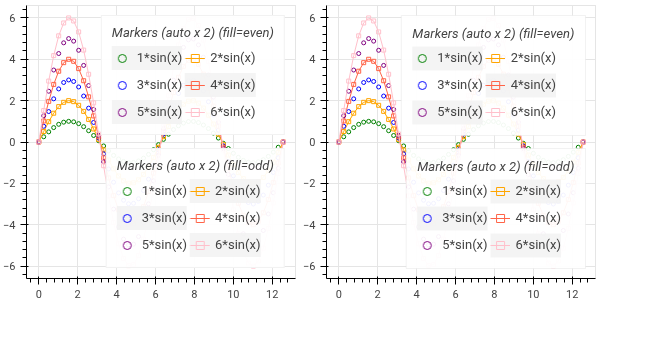 6
4
2
0
−2
−4
−6
0
2
4
6
8
10
12
Markers (auto x 2) (fill=even)
1*sin(x) 2*sin(x)
3*sin(x) 4*sin(x)
5*sin(x) 6*sin(x)
Markers (auto x 2) (fill=odd)
1*sin(x) 2*sin(x)
3*sin(x) 4*sin(x)
5*sin(x) 6*sin(x)
6
4
2
0
−2
−4
−6
0
2
4
6
8
10
12
Markers (auto x 2) (fill=even)
1*sin(x) 2*sin(x)
3*sin(x) 4*sin(x)
5*sin(x) 6*sin(x)
Markers (auto x 2) (fill=odd)
1*sin(x) 2*sin(x)
3*sin(x) 4*sin(x)
5*sin(x) 6*sin(x)